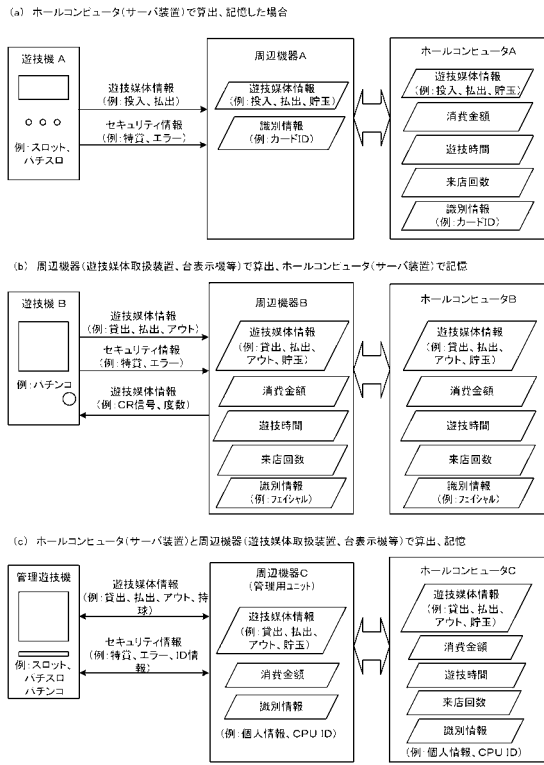 (a) ホールコンピュータ(サーバ装置)で算出、記憶した場合
遊技機 A
例：スロット、
パチスロ
遊技媒体情報
(例：投入、払出)
セキュリティ情報
(例：特賞、エラー)
周辺機器A
遊技媒体情報
(例：投入、払出、貯玉)
識別情報
(例：カードID)
ホールコンピュータA
遊技媒体情報
(例：投入、払出、貯玉)
消費金額
遊技時間
来店回数
識別情報
(例：カードID)
(b) 周辺機器(遊技媒体取扱装置、台表示機等)で算出、ホールコンピュータ(サーバ装置)で記憶
遊技機 B
例：パチンコ
遊技媒体情報
(例：貸出、払出、アウト)
セキュリティ情報
(例：特賞、エラー)
遊技媒体情報
(例：CR信号、度数)
周辺機器B
遊技媒体情報
(例：貸出、払出、
アウト、貯玉)
消費金額
遊技時間
来店回数
識別情報
(例：フェイシャル)
ホールコンピュータB
遊技媒体情報
(例：貸出、払出、
アウト、貯玉)
消費金額
遊技時間
来店回数
識別情報
(例：フェイシャル)
(c) ホールコンピュータ(サーバ装置)と周辺機器(遊技媒体取扱装置、台表示機等)で算出、記憶
管理遊技機
例：スロット、
パチスロ
パチンコ
遊技媒体情報
(例：貸出、払出、アウト、持
球)
セキュリティ情報
(例：特賞、エラー、ID情
報)
周辺機器C
(管理用ユニット)
遊技媒体情報
(例：貸出、払出、
アウト、貯玉)
消費金額
識別情報
(例：個人情報、CPU ID)
ホールコンピュータC
遊技媒体情報
(例：貸出、払出、
アウト、貯玉)
消費金額
遊技時間
来店回数
識別情報
(例：個人情報、CPU ID)